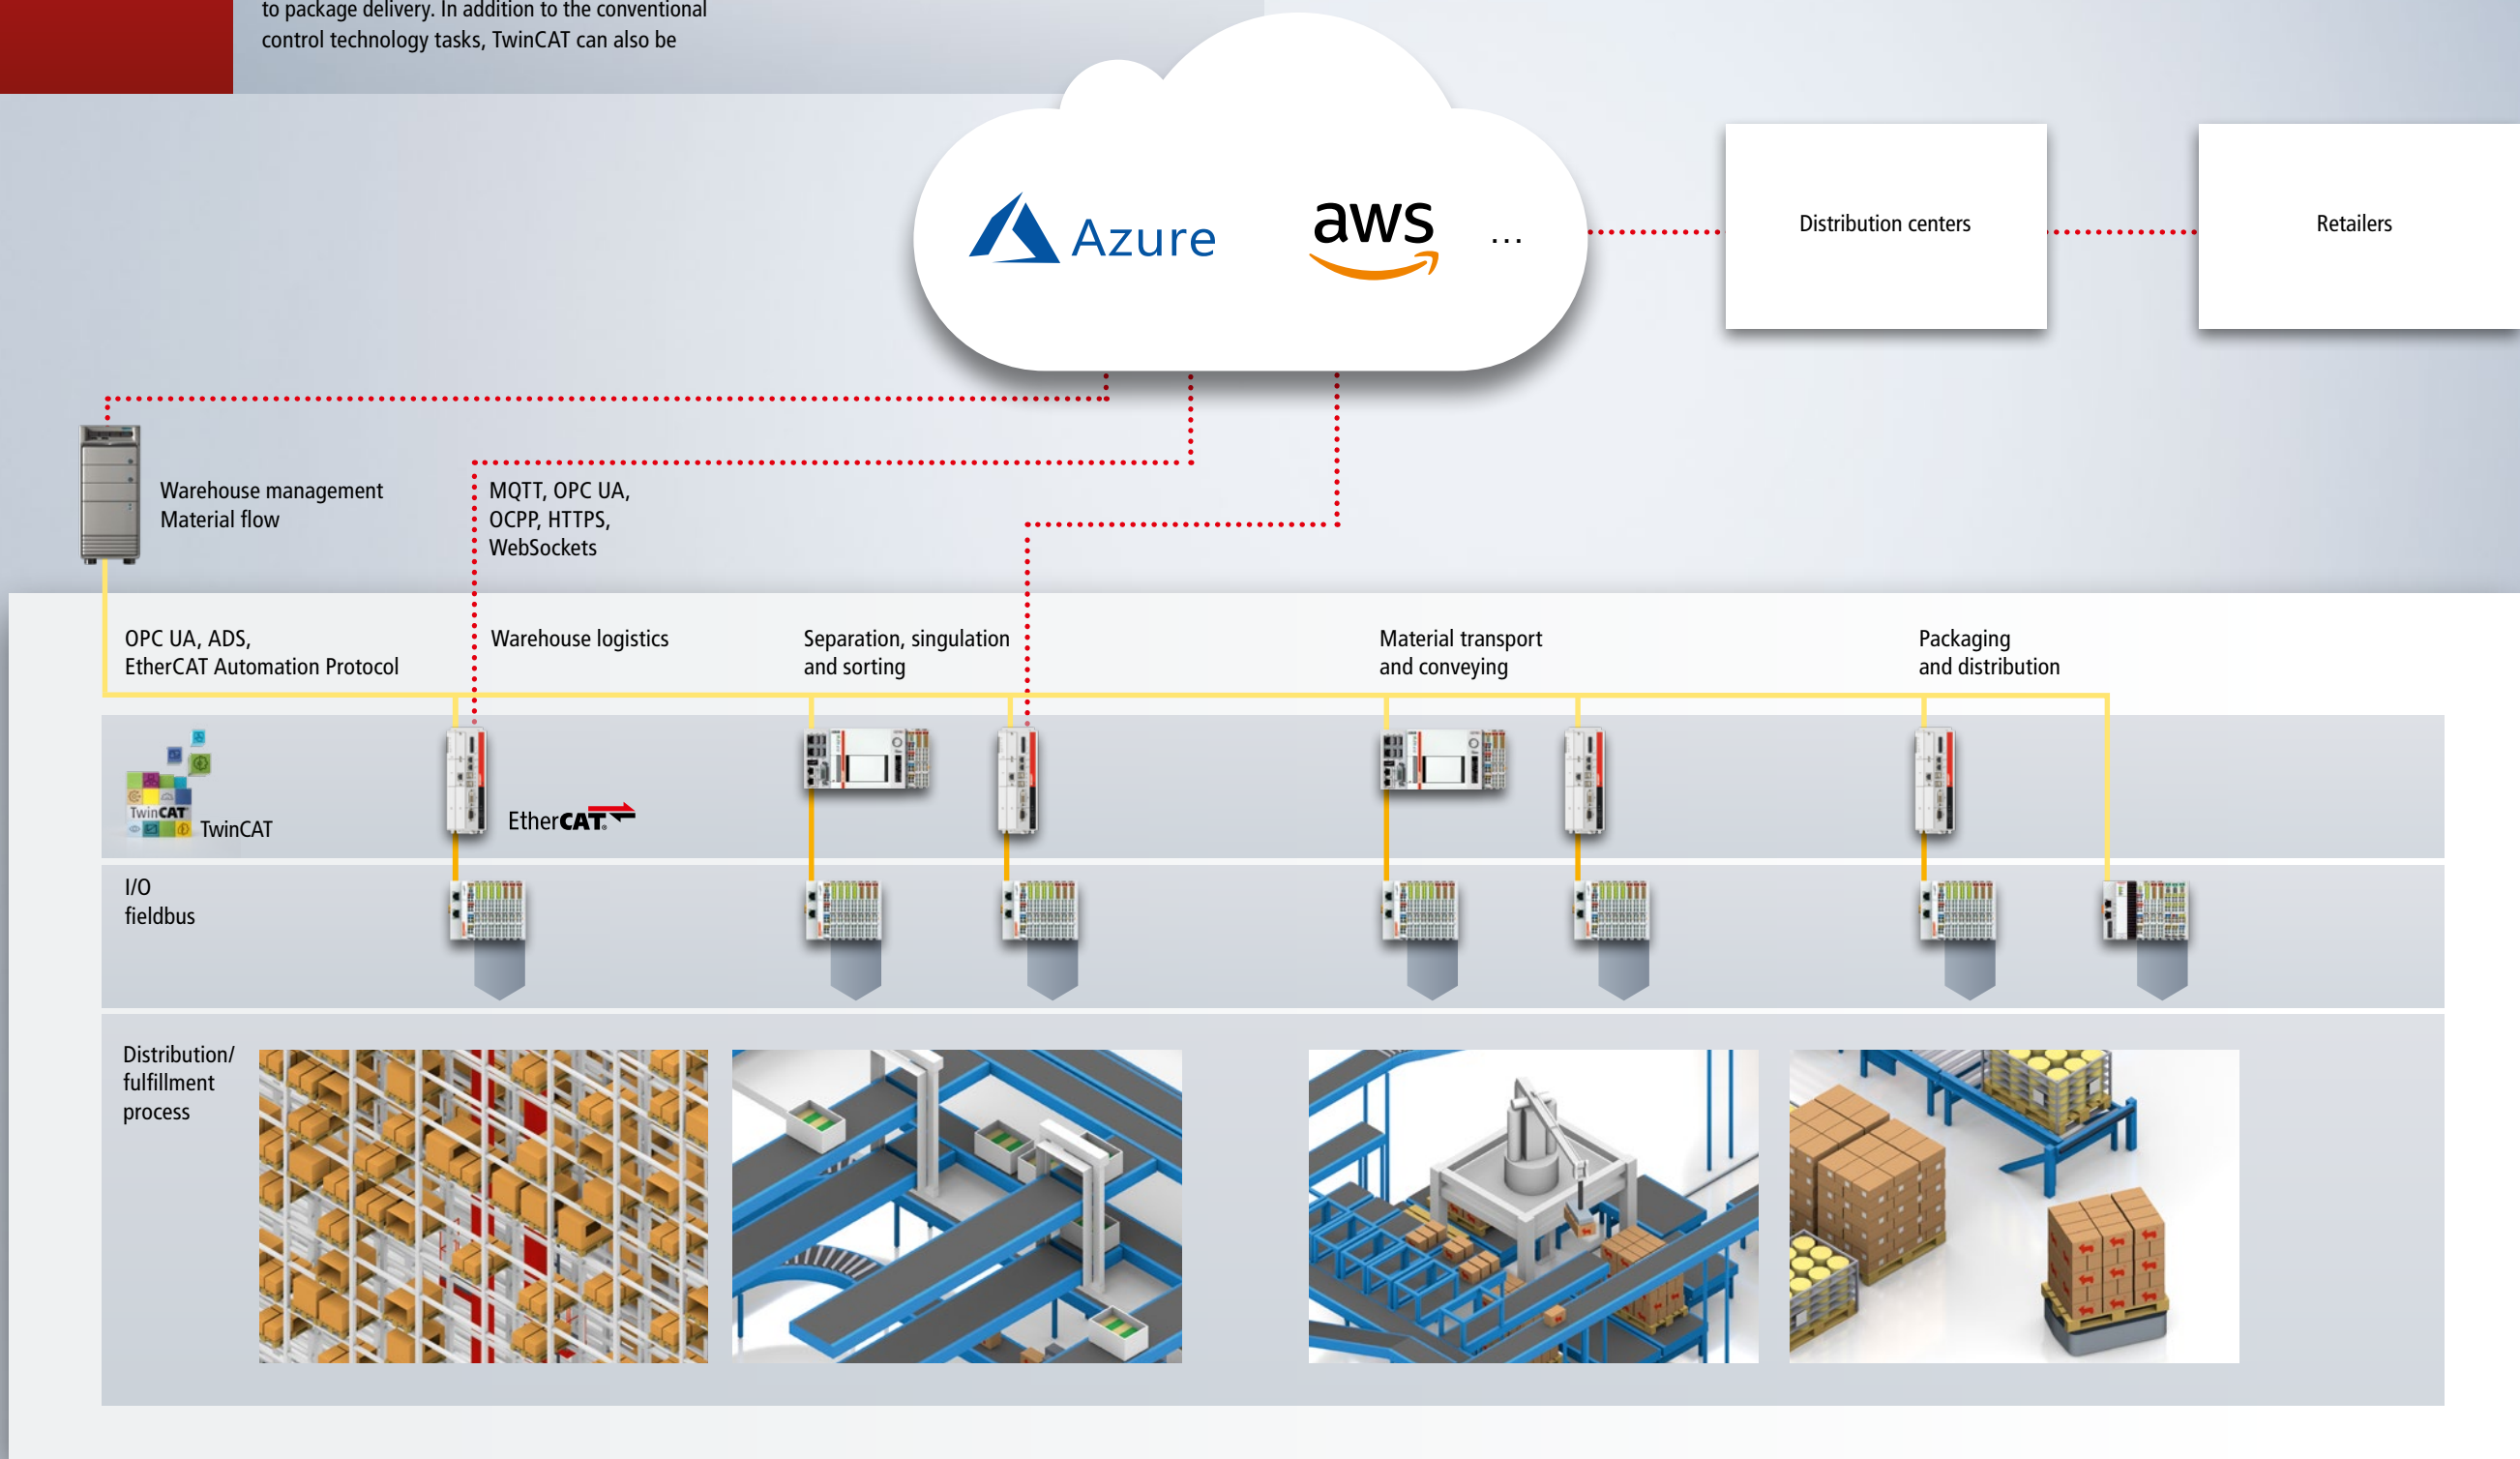 to package delivery. In addition to the conventional
control technology tasks, TwinCAT can also be
Azure
aws
...
Distribution centers
Retailers
Warehouse management
Material flow
MQTT, OPC UA,
OCPP, HTTPS,
WebSockets
OPC UA, ADS,
EtherCAT Automation Protocol
Warehouse logistics
Separation, singulation
and sorting
Material transport
and conveying
Packaging
and distribution
TwinCAT
TwinCAT
EtherCAT®
I/O
fieldbus
Distribution/
fulfillment
process